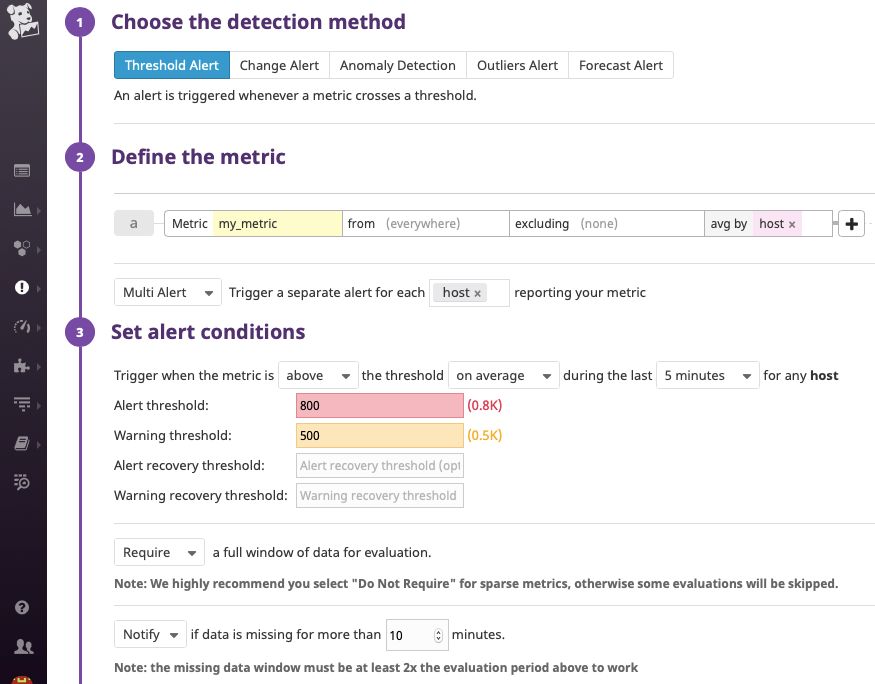 1 Choose the detection method
Threshold Alert Change Alert Anomaly Detection Outliers Alert Forecast Alert
An alert is triggered whenever a metric crosses a threshold.
2 Define the metric
a Metric my_metric from (everywhere) excluding (none) avg by host ×
Multi Alert Trigger a separate alert for each host × reporting your metric
3 Set alert conditions
Trigger when the metric is above the threshold on average during the last 5 minutes for any host
Alert threshold: 800 (0.8K)
Warning threshold: 500 (0.5K)
Alert recovery threshold: Alert recovery threshold (opt
Warning recovery threshold: Warning recovery threshold
Require a full window of data for evaluation.
Note: We highly recommend you select "Do Not Require" for sparse metrics, otherwise some evaluations will be skipped.
Notify if data is missing for more than 10 minutes.
Note: the missing data window must be at least 2x the evaluation period above to work